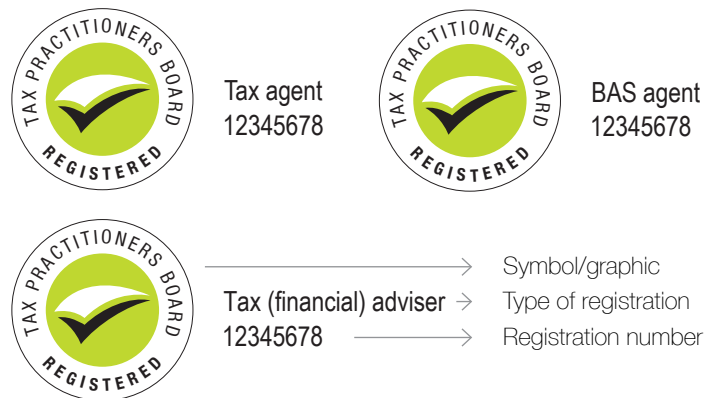 TAX PRACTITIONERS BOARD
REGISTERED
Tax agent
12345678
TAX PRACTITIONERS BOARD
REGISTERED
BAS agent
12345678
TAX PRACTITIONERS BOARD
REGISTERED
Symbol/graphic
Tax (financial) adviser
Type of registration
12345678
Registration number